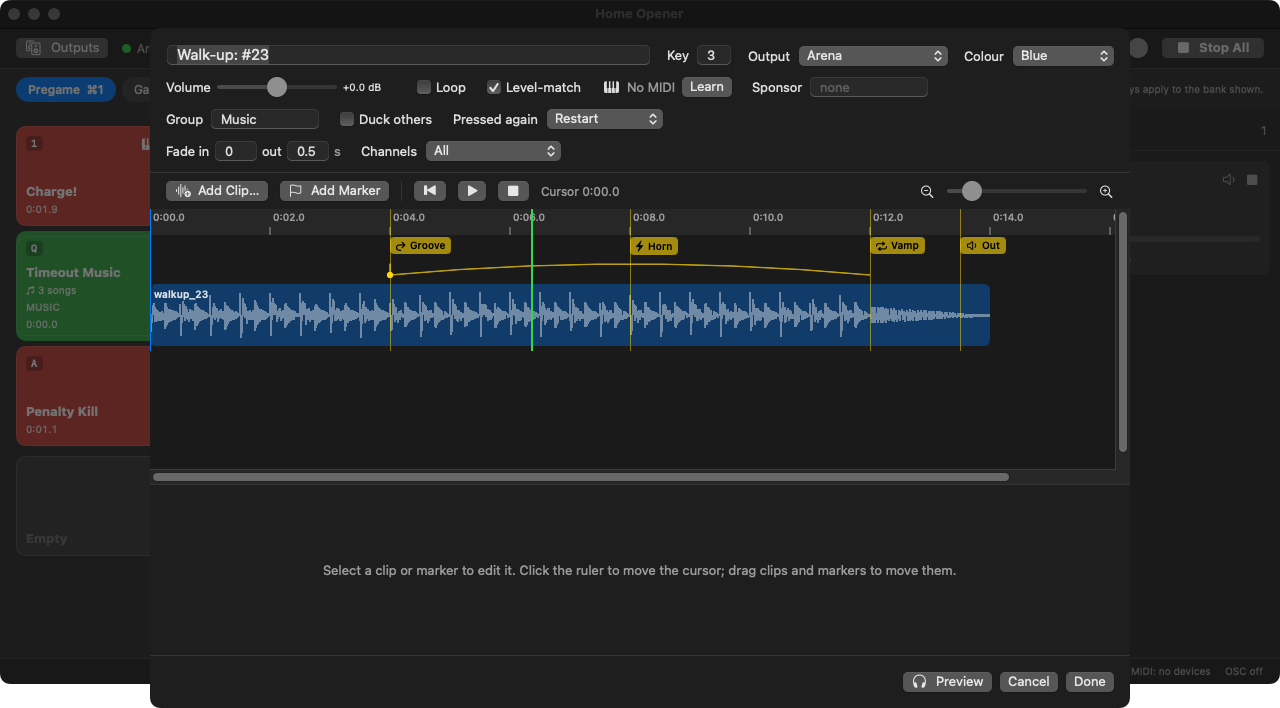 Home Opener
Outputs
Ar
Stop All
Walk-up: #23
Key 3 Output Arena Colour Blue
Volume +0.0 dB Loop Level-match No MIDI Learn Sponsor none
Group Music Duck others Pressed again Restart
Fade in 0 out 0.5 s Channels All
Pregame ⌘1
Ga
ys apply to the bank shown.
1
1
Charge!
0:01.9
Q
Timeout Music
3 songs
MUSIC
0:00.0
A
Penalty Kill
0:01.1
Empty
Add Clip... Add Marker Cursor 0:00.0
0:00.0 0:02.0 0:04.0 0:06.0 0:08.0 0:10.0 0:12.0 0:14.0
Groove Horn Vamp Out
walkup_23
Select a clip or marker to edit it. Click the ruler to move the cursor; drag clips and markers to move them.
MIDI: no devices OSC off
Preview Cancel Done